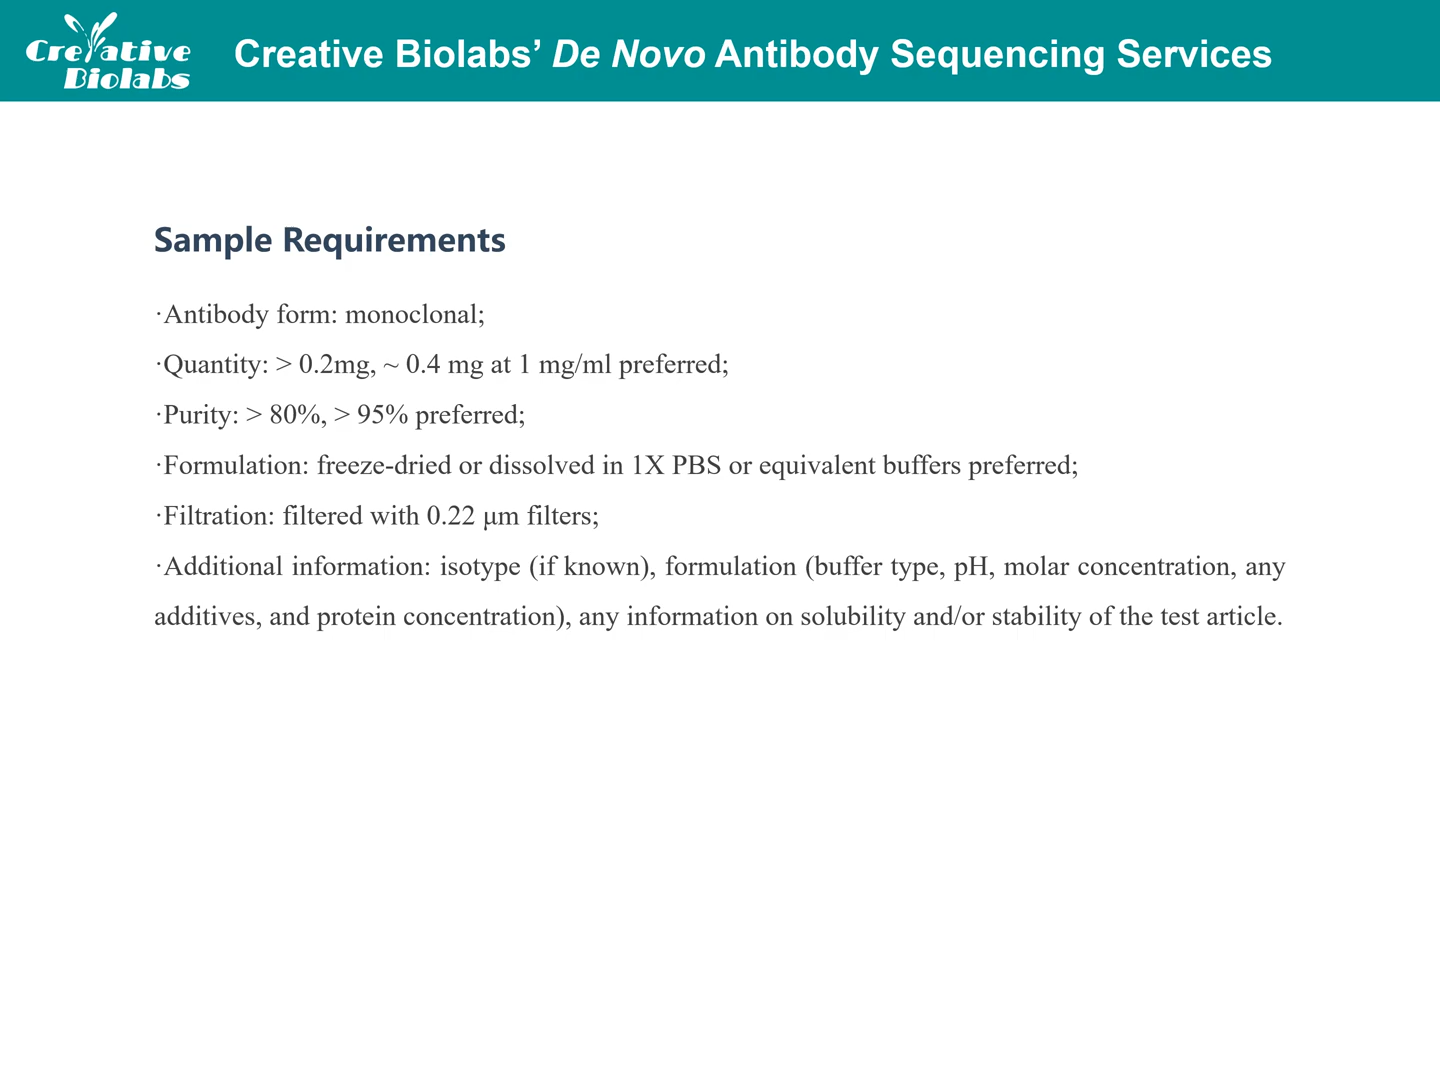 Creative
Biolabs
Creative Biolabs’ De Novo Antibody Sequencing Services
Sample Requirements
·Antibody form: monoclonal;
·Quantity: > 0.2mg, ~ 0.4 mg at 1 mg/ml preferred;
·Purity: > 80%, > 95% preferred;
·Formulation: freeze-dried or dissolved in 1X PBS or equivalent buffers preferred;
·Filtration: filtered with 0.22 μm filters;
·Additional information: isotype (if known), formulation (buffer type, pH, molar concentration, any
additives, and protein concentration), any information on solubility and/or stability of the test article.